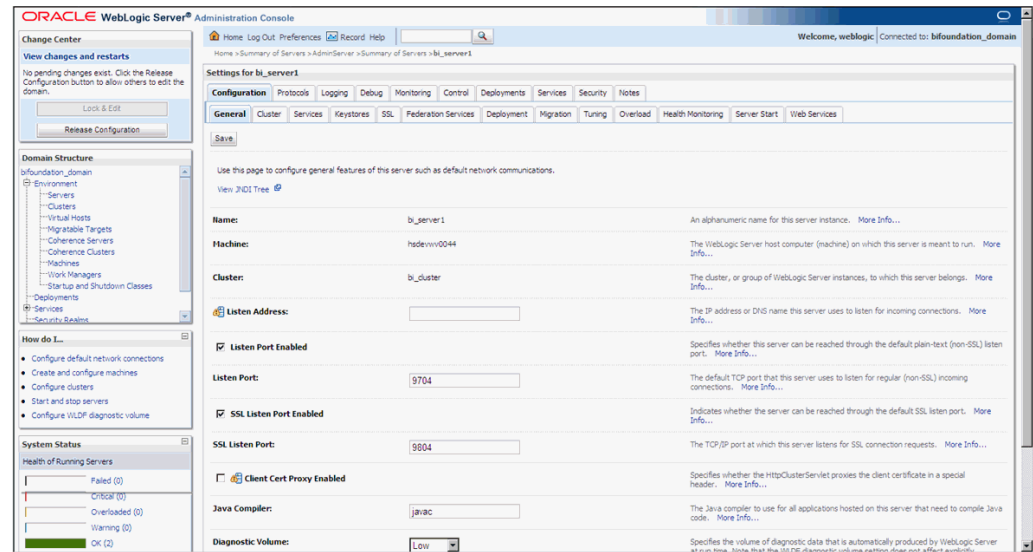 ORACLE WebLogic Server® Administration Console
Change Center
View changes and restarts
No pending changes exist. Click the Release
Configuration button to allow others to edit the
domain.
Lock & Edit
Release Configuration
Domain Structure
bifoundation_domain
Environment
Servers
Clusters
Virtual Hosts
Migratable Targets
Coherence Servers
Coherence Clusters
Machines
Work Managers
Startup and Shutdown Classes
Deployments
Services
Security Realms
How do I...
Configure default network connections
Create and configure machines
Configure clusters
Start and stop servers
Configure WLDF diagnostic volume
System Status
Health of Running Servers
Failed (0)
Critical (0)
Overloaded (0)
Warning (0)
OK (2)
Home Log Out Preferences Record Help
Welcome, weblogic Connected to: bifoundation_domain
Home >Summary of Servers >AdminServer >Summary of Servers >bi_server1
Settings for bi_server1
Configuration Protocols Logging Debug Monitoring Control Deployments Services Security Notes
General Cluster Services Keystores SSL Federation Services Deployment Migration Tuning Overload Health Monitoring Server Start Web Services
Save
Use this page to configure general features of this server such as default network communications.
View JNDI Tree
Name: bi_server1 An alphanumeric name for this server instance. More Info...
Machine: hsdevwv0044 The WebLogic Server host computer (machine) on which this server is meant to run. More
Info...
Cluster: bi_cluster The cluster, or group of WebLogic Server instances, to which this server belongs. More
Info...
Listen Address: The IP address or DNS name this server uses to listen for incoming connections. More
Info...
Listen Port Enabled Specifies whether this server can be reached through the default plain-text (non-SSL) listen
port. More Info...
Listen Port: 9704 The default TCP port that this server uses to listen for regular (non-SSL) incoming
connections. More Info...
SSL Listen Port Enabled Indicates whether the server can be reached through the default SSL listen port. More
Info...
SSL Listen Port: 9804 The TCP/IP port at which this server listens for SSL connection requests. More Info...
Client Cert Proxy Enabled Specifies whether the HttpClusterServlet proxies the client certificate in a special
header. More Info...
Java Compiler: javac The Java compiler to use for all applications hosted on this server that need to compile Java
code. More Info...
Diagnostic Volume: Low Specifies the volume of diagnostic data that is automatically produced by WebLogic Server
at run time. Note that the WLDF diagnostic volume setting does not affect explicitly